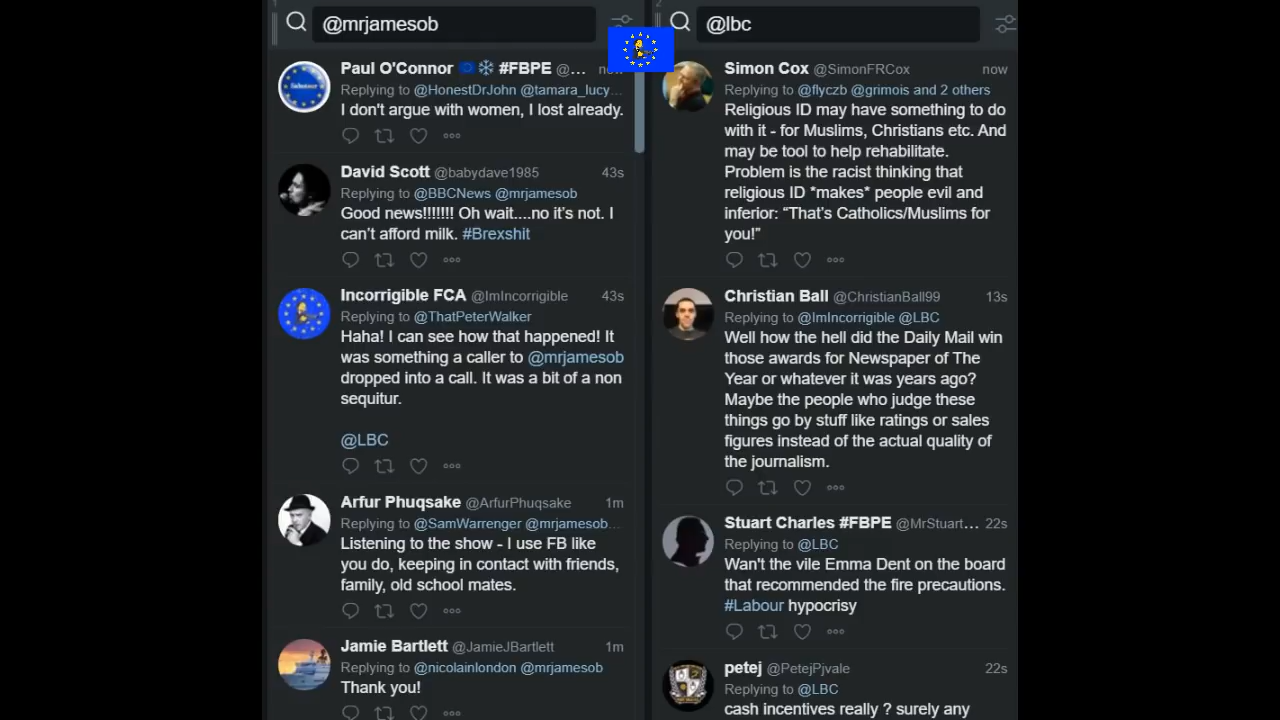 1
@mrjamesob
Paul O'Connor #FBPE @... now
Replying to @HonestDrJohn @tamara_lucy...
I don't argue with women, I lost already.
David Scott @babydave1985 43s
Replying to @BBCNews @mrjamesob
Good news!!!!!!! Oh wait....no it's not. I
can't afford milk. #Brexshit
Incorrigible FCA @ImIncorrigible 43s
Replying to @ThatPeterWalker
Haha! I can see how that happened! It
was something a caller to @mrjamesob
dropped into a call. It was a bit of a non
sequitur.
@LBC
Arfur Phuqsake @ArfurPhuqsake 1m
Replying to @SamWarrenger @mrjamesob...
Listening to the show - I use FB like
you do, keeping in contact with friends,
family, old school mates.
Jamie Bartlett @JamieJBartlett 1m
Replying to @nicolainlondon @mrjamesob
Thank you!
2
@lbc
Simon Cox @SimonFRCox now
Replying to @flyczb @grimois and 2 others
Religious ID may have something to do
with it - for Muslims, Christians etc. And
may be tool to help rehabilitate.
Problem is the racist thinking that
religious ID *makes* people evil and
inferior: “That’s Catholics/Muslims for
you!”
Christian Ball @ChristianBall99 13s
Replying to @ImIncorrigible @LBC
Well how the hell did the Daily Mail win
those awards for Newspaper of The
Year or whatever it was years ago?
Maybe the people who judge these
things go by stuff like ratings or sales
figures instead of the actual quality of
the journalism.
Stuart Charles #FBPE @MrStuart... 22s
Replying to @LBC
Wan't the vile Emma Dent on the board
that recommended the fire precautions.
#Labour hypocrisy
petej @PetejPjvale 22s
Replying to @LBC
cash incentives really ? surely any